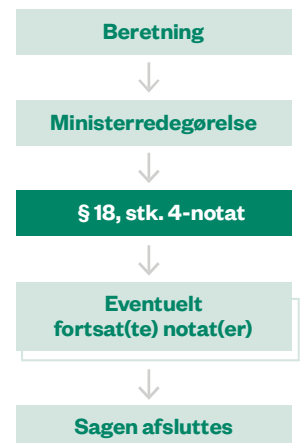 Beretning
Ministerredegørelse
§ 18, stk. 4-notat
Eventuelt
fortsat(te) notat(er)
Sagen afsluttes